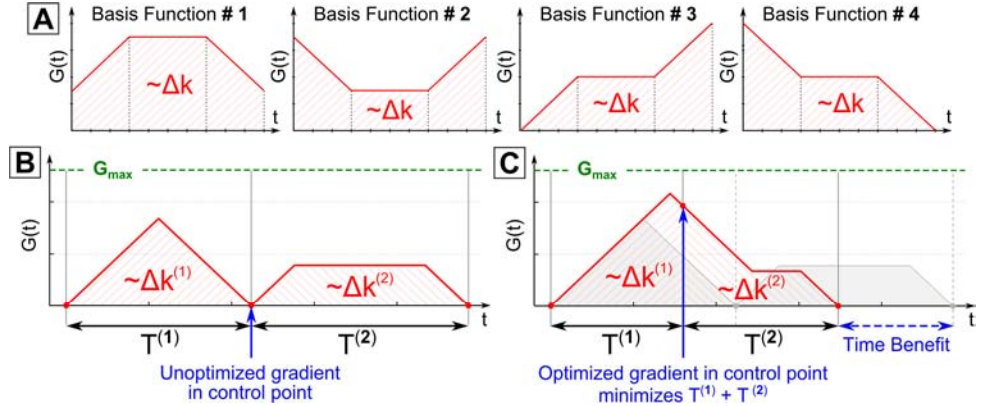 A
Basis Function # 1
Basis Function # 2
Basis Function # 3
Basis Function # 4
G(t)
~Δk
t
~Δk
t
~Δk
t
~Δk
t
B
Gmax
G(t)
~Δk(1)
~Δk(2)
t
T(1)
T(2)
Unoptimized gradient
in control point
C
Gmax
G(t)
~Δk(1)
~Δk(2)
t
T(1)
T(2)
Time Benefit
Optimized gradient in control point
minimizes T(1) + T(2)